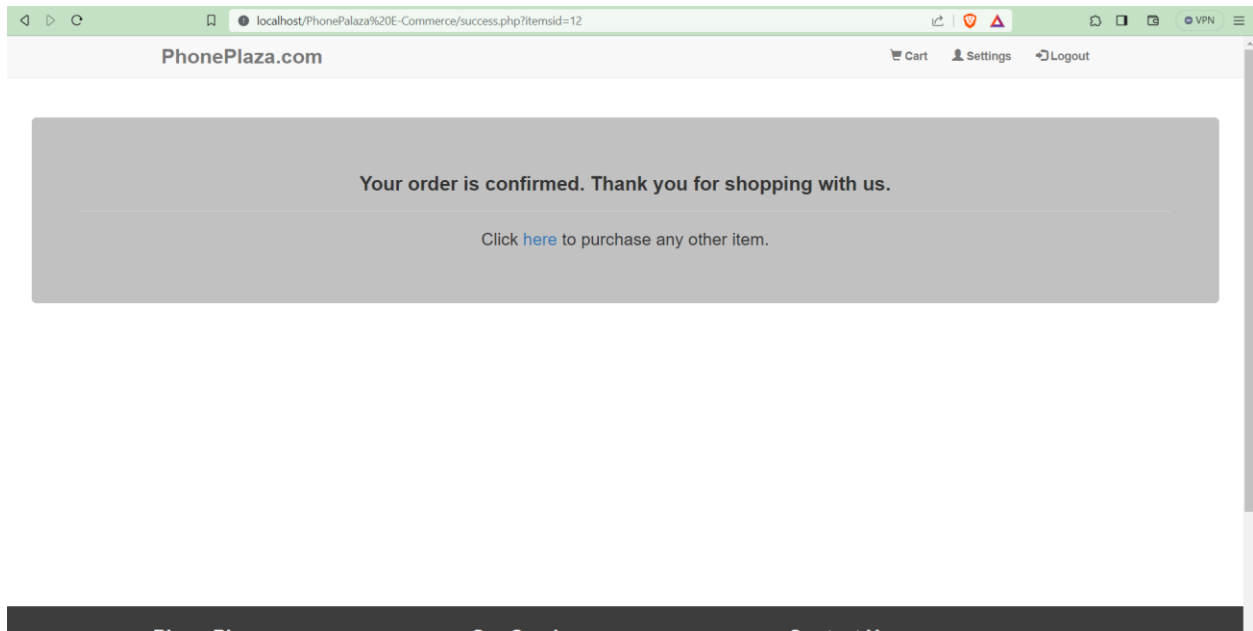 localhost/PhonePalaza%20E-Commerce/success.php?itemsid=12
VPN
PhonePlaza.com
Cart Settings Logout
Your order is confirmed. Thank you for shopping with us.
Click here to purchase any other item.